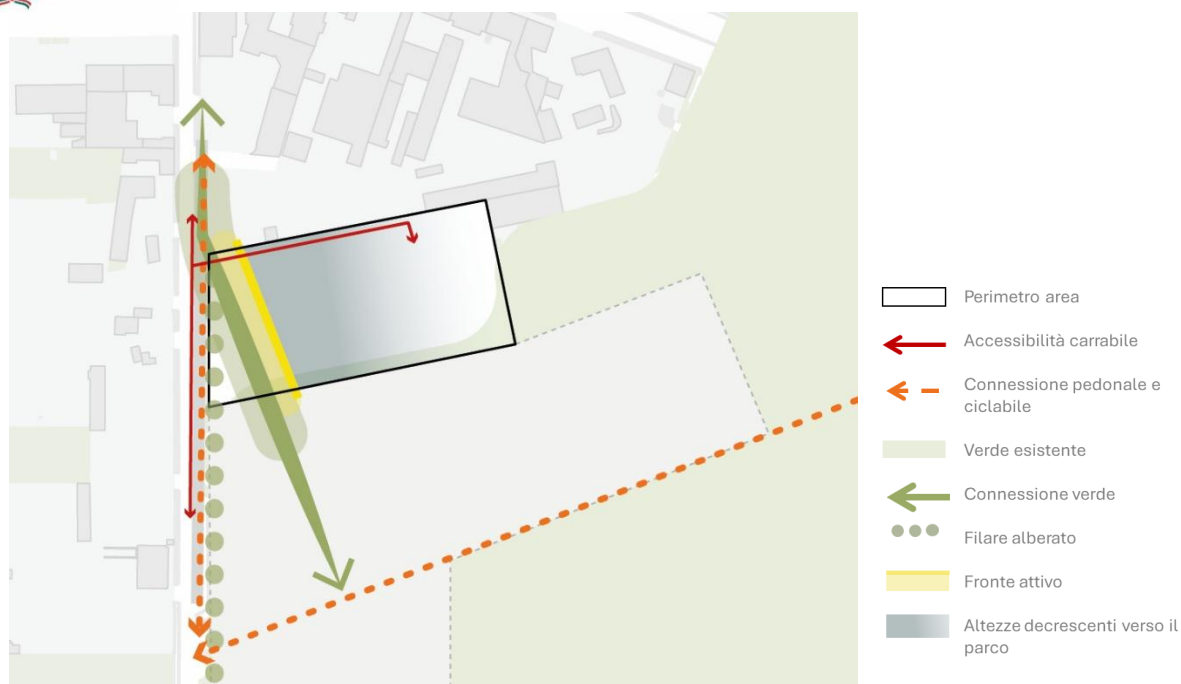 Perimetro area
Accessibilità carrabile
Connessione pedonale e
ciclabile
Verde esistente
Connessione verde
Filare alberato
Fronte attivo
Altezze decrescenti verso il
parco